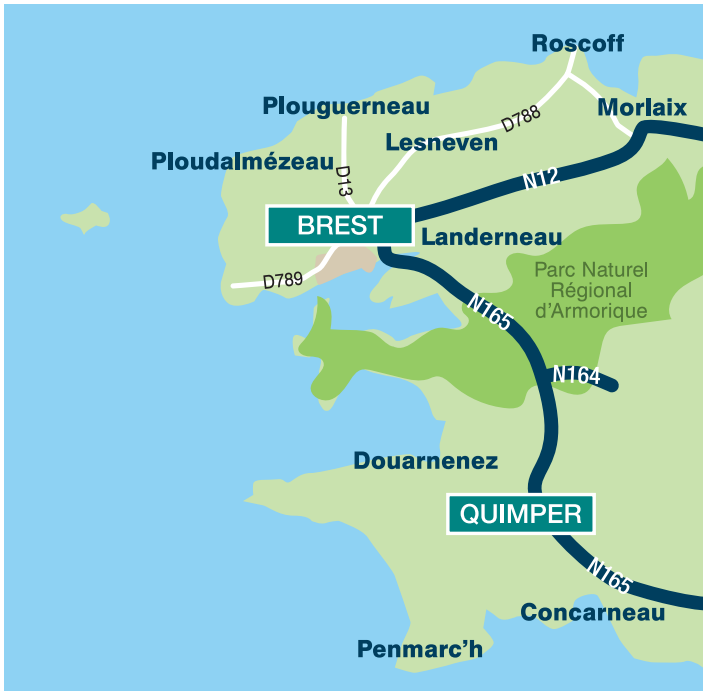 Roscoff
Plouguerneau
Morlaix
D788
Lesneven
Ploudalmézeau
D13
N12
BREST
Landerneau
D789
Parc Naturel
Régional
d'Armorique
N165
N164
Douarnenez
QUIMPER
N165
Concarneau
Penmarc'h